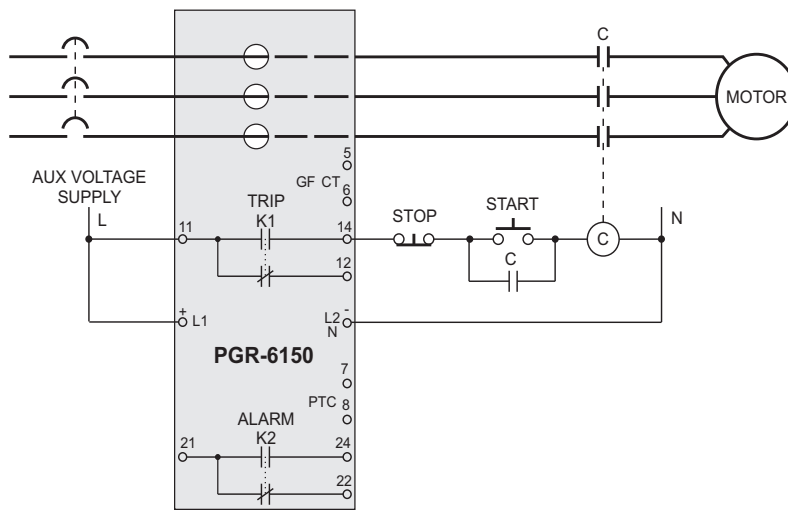 C
MOTOR
5
GF CT
6
AUX VOLTAGE
SUPPLY
L
TRIP
K1
11
14
STOP
START
C
N
12
C
+
L1
-
L2
N
PGR-6150
7
PTC
8
ALARM
K2
21
24
22